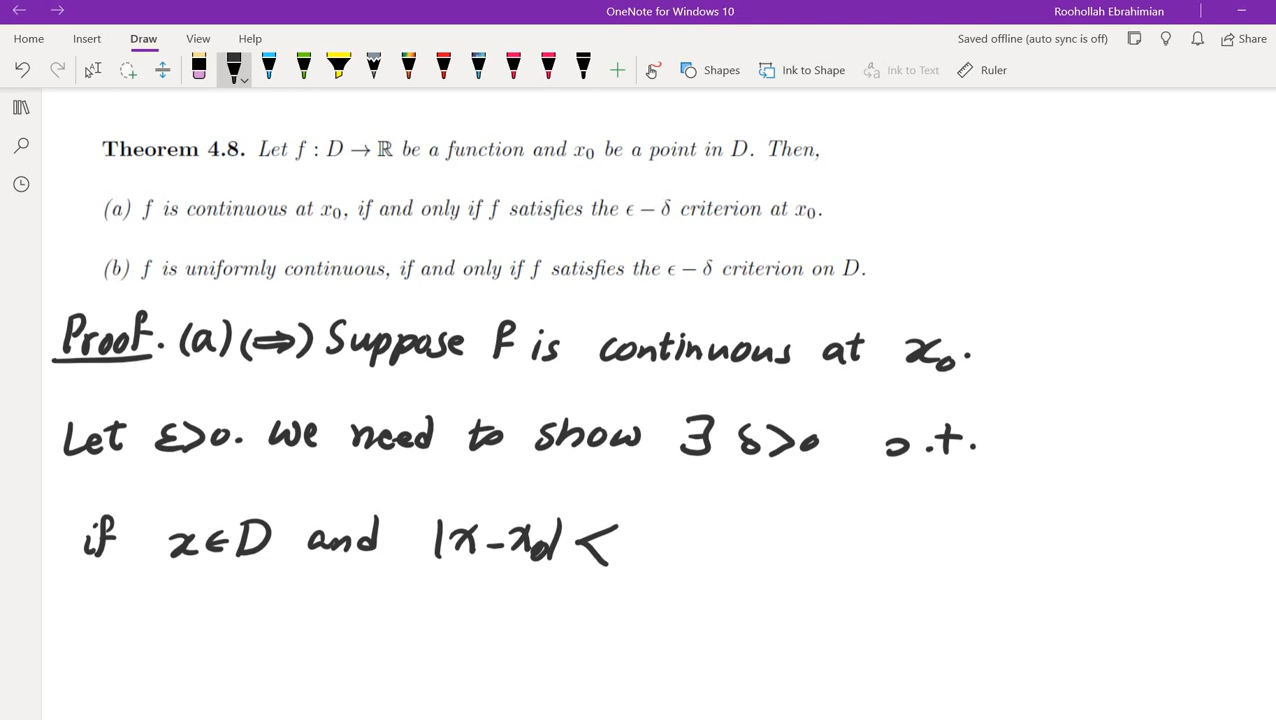 OneNote for Windows 10
Roohollah Ebrahimian
Home Insert Draw View Help
Saved offline (auto sync is off) Share
Shapes Ink to Shape Ink to Text Ruler
Theorem 4.8. Let f : D → ℝ be a function and x₀ be a point in D. Then,
(a) f is continuous at x₀, if and only if f satisfies the ϵ − δ criterion at x₀.
(b) f is uniformly continuous, if and only if f satisfies the ϵ − δ criterion on D.
Proof. (a) (⇒) Suppose f is continuous at x₀.
Let ε>0. We need to show ∃ δ>0 s.t.
if x∈D and |x-x₀| <